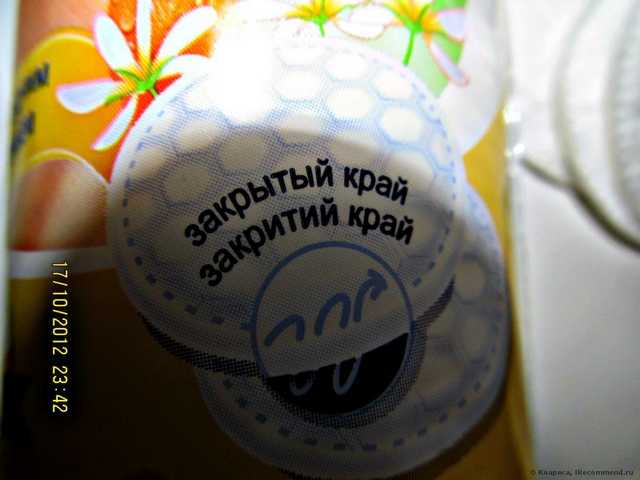 закрытый край
закритий край
17/10/2012 23:42
© Клариса, IRecommend.ru